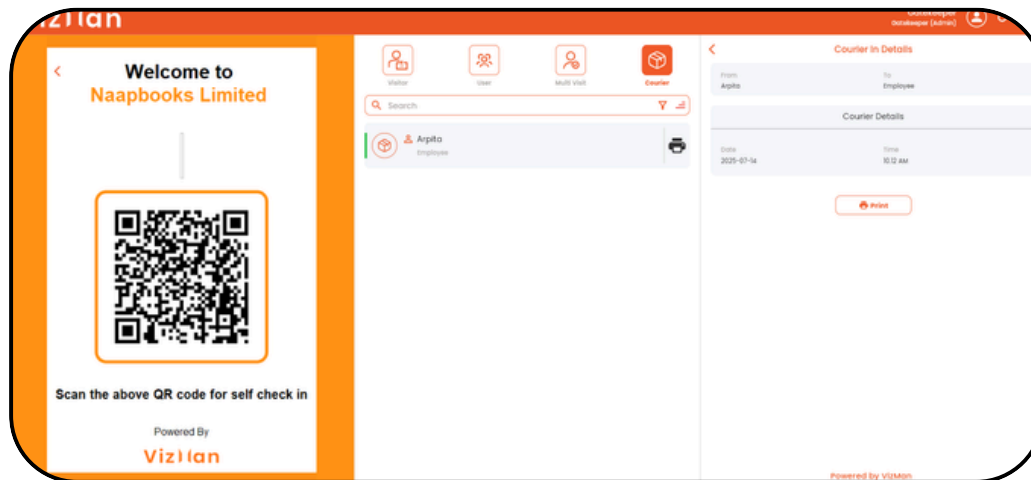 VizMan
Gatekeeper
Gatekeeper (Admin)
Welcome to
Naapbooks Limited
Scan the above QR code for self check in
Powered By
VizMan
Visitor
User
Multi Visit
Courier
Search
Arpita
Employee
Courier In Details
From
To
Arpita
Employee
Courier Details
Date
Time
2025-07-14
10.12 AM
Print
Powered by VizMan